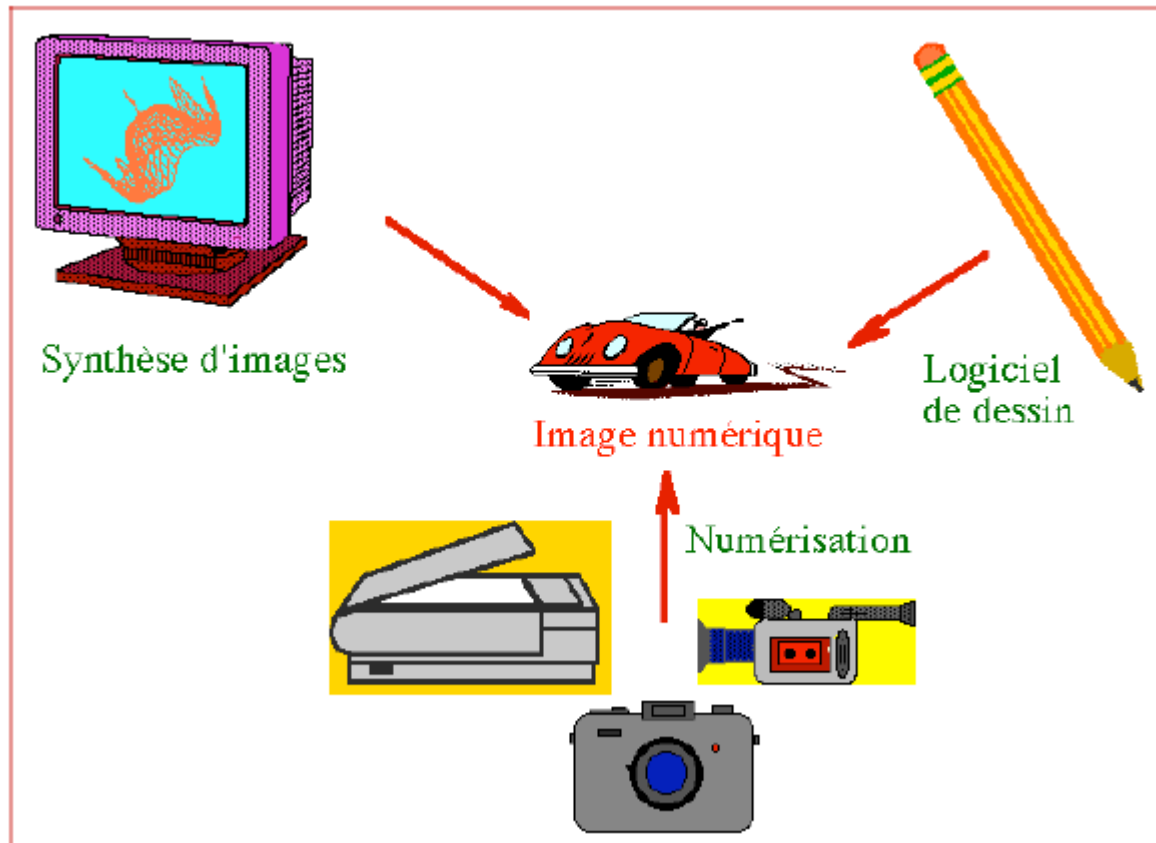 Synthèse d'images
Logiciel
de dessin
Image numérique
Numérisation